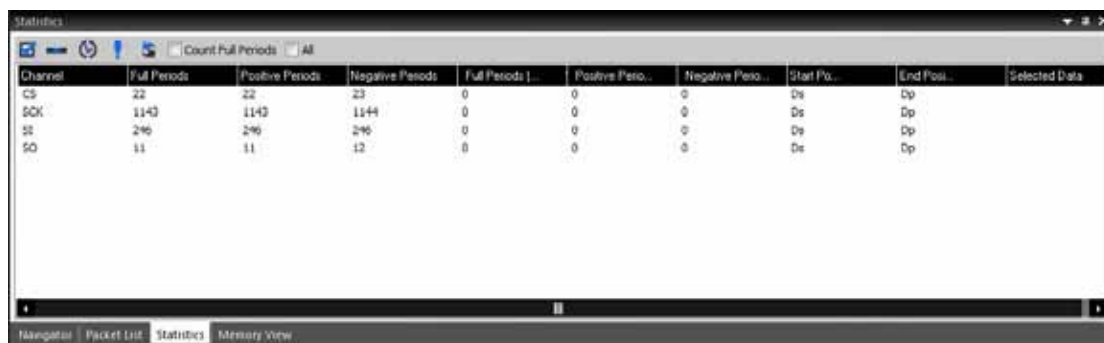 Statistics
Count Full Periods All
Channel Full Periods Positive Periods Negative Periods Full Periods (... Positive Perio... Negative Perio... Start Po... End Posi... Selected Data
CS 22 22 23 0 0 0 Ds Dp
SCK 1143 1143 1144 0 0 0 Ds Dp
SI 246 246 246 0 0 0 Ds Dp
SO 11 11 12 0 0 0 Ds Dp
Navigator Packet List Statistics Memory View